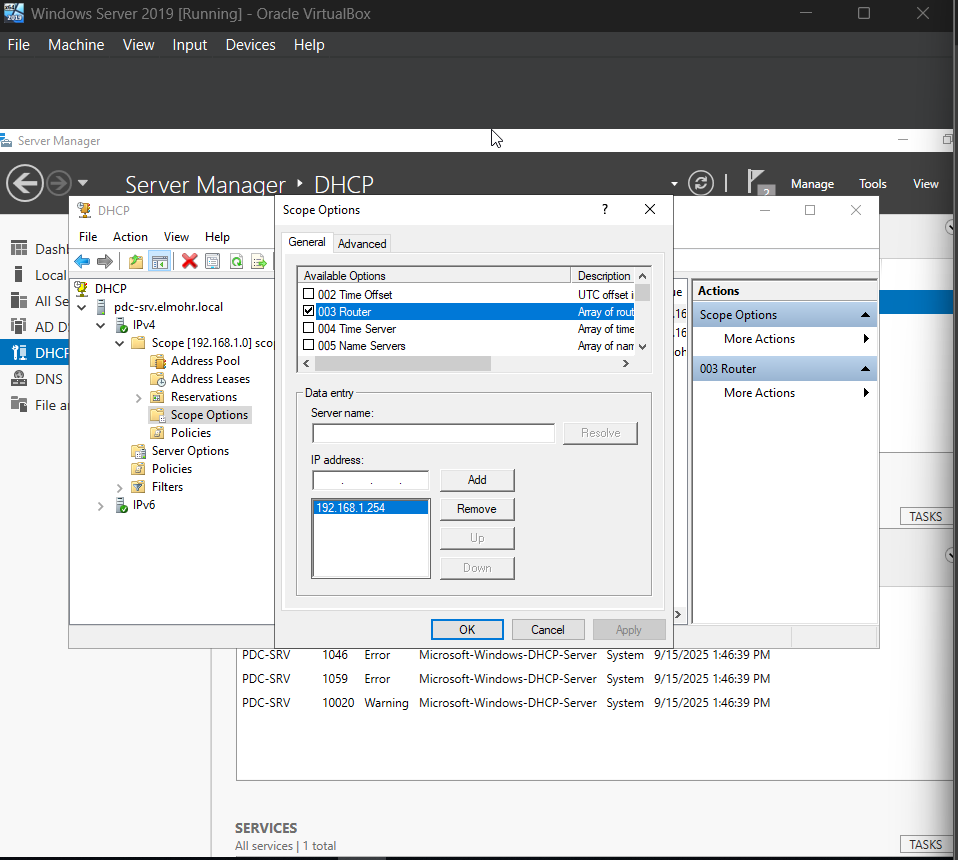 Windows Server 2019 [Running] - Oracle VirtualBox
File Machine View Input Devices Help
Server Manager
Server Manager ‣ DHCP
2 Manage Tools View
DHCP
File Action View Help
Scope Options ?
General Advanced
Available Options Description
002 Time Offset UTC offset i
003 Router Array of rout
004 Time Server Array of time
005 Name Servers Array of nam
Data entry
Server name:
Resolve
IP address:
. . . Add
192.168.1.254 Remove
Up
Down
OK Cancel Apply
DHCP
pdc-srv.elmohr.local
IPv4
Scope [192.168.1.0] sco
Address Pool
Address Leases
Reservations
Scope Options
Policies
Server Options
Policies
Filters
IPv6
Actions
Scope Options
More Actions
003 Router
More Actions
Local
All Se
AD D
DHCP
DNS
File a
TASKS
PDC-SRV 1046 Error Microsoft-Windows-DHCP-Server System 9/15/2025 1:46:39 PM
PDC-SRV 1059 Error Microsoft-Windows-DHCP-Server System 9/15/2025 1:46:39 PM
PDC-SRV 10020 Warning Microsoft-Windows-DHCP-Server System 9/15/2025 1:46:39 PM
SERVICES
All services | 1 total
TASKS